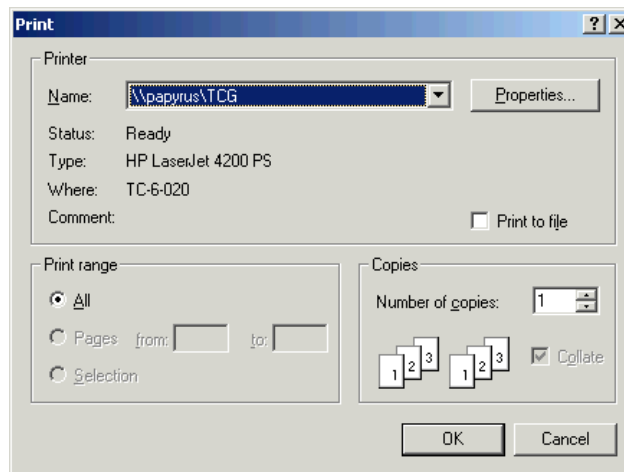 Print
Printer
Name: \\papyrus\TCG Properties...
Status: Ready
Type: HP LaserJet 4200 PS
Where: TC-6-020
Comment: Print to file
Print range
All
Pages from: to:
Selection
Copies
Number of copies: 1
1 2 3 1 2 3 Collate
OK Cancel